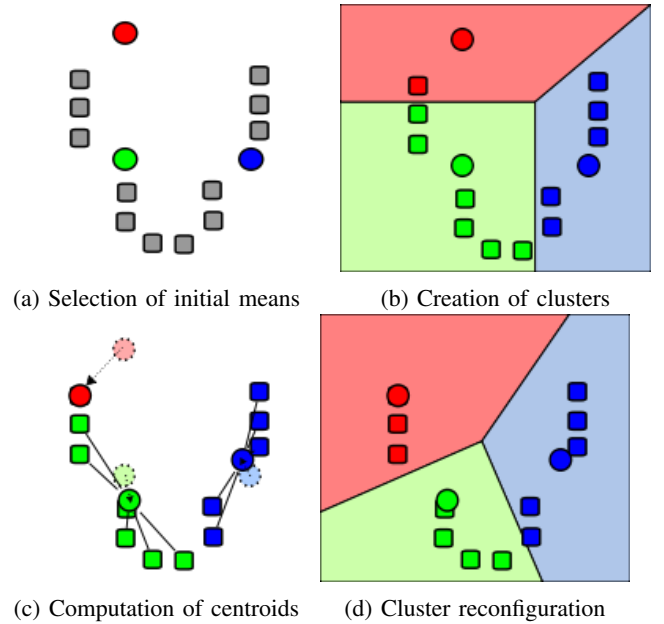 (a) Selection of initial means
(b) Creation of clusters
(c) Computation of centroids
(d) Cluster reconfiguration